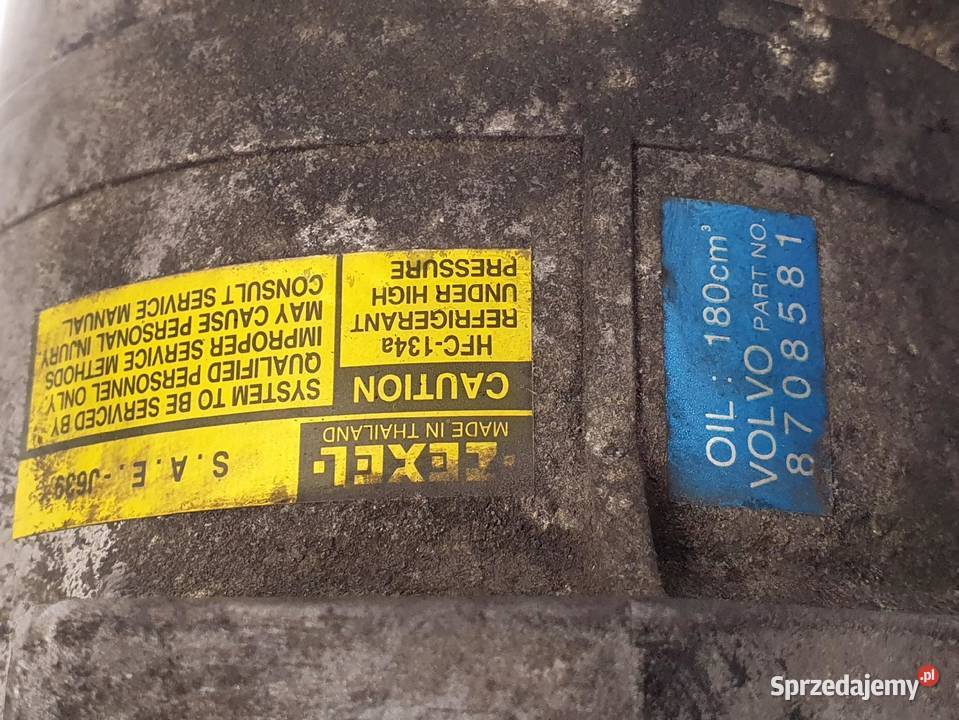 ·ZEXEL·
MADE IN THAILAND
S.A.E.-J639
CAUTION
HFC-134a
REFRIGERANT
UNDER HIGH
PRESSURE
SYSTEM TO BE SERVICED BY
QUALIFIED PERSONNEL ONLY.
IMPROPER SERVICE METHODS
MAY CAUSE PERSONAL INJURY.
CONSULT SERVICE MANUAL.
OIL: 180cm³
VOLVO PART NO.
8708581
Sprzedajemy.pl